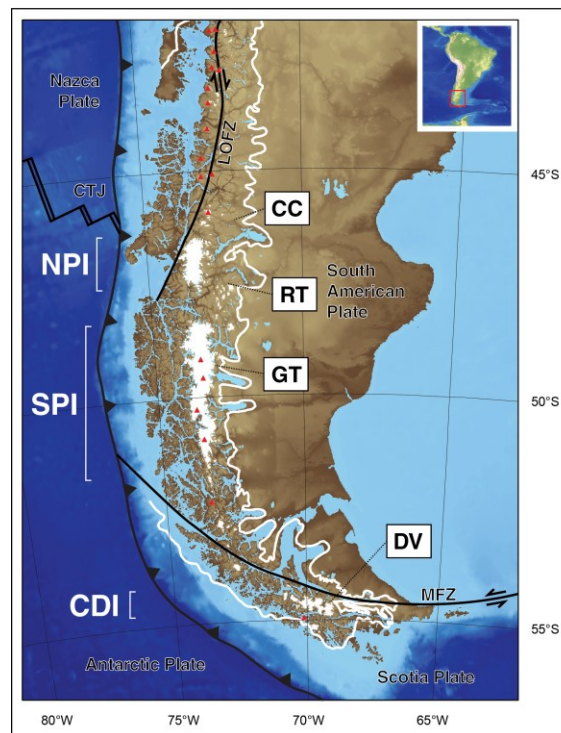 Nazca
Plate
LOFZ
45°S
CTJ
CC
NPI
South
American
Plate
RT
GT
SPI
50°S
DV
MFZ
CDI
55°S
Antarctic Plate
Scotia Plate
80°W
75°W
70°W
65°W